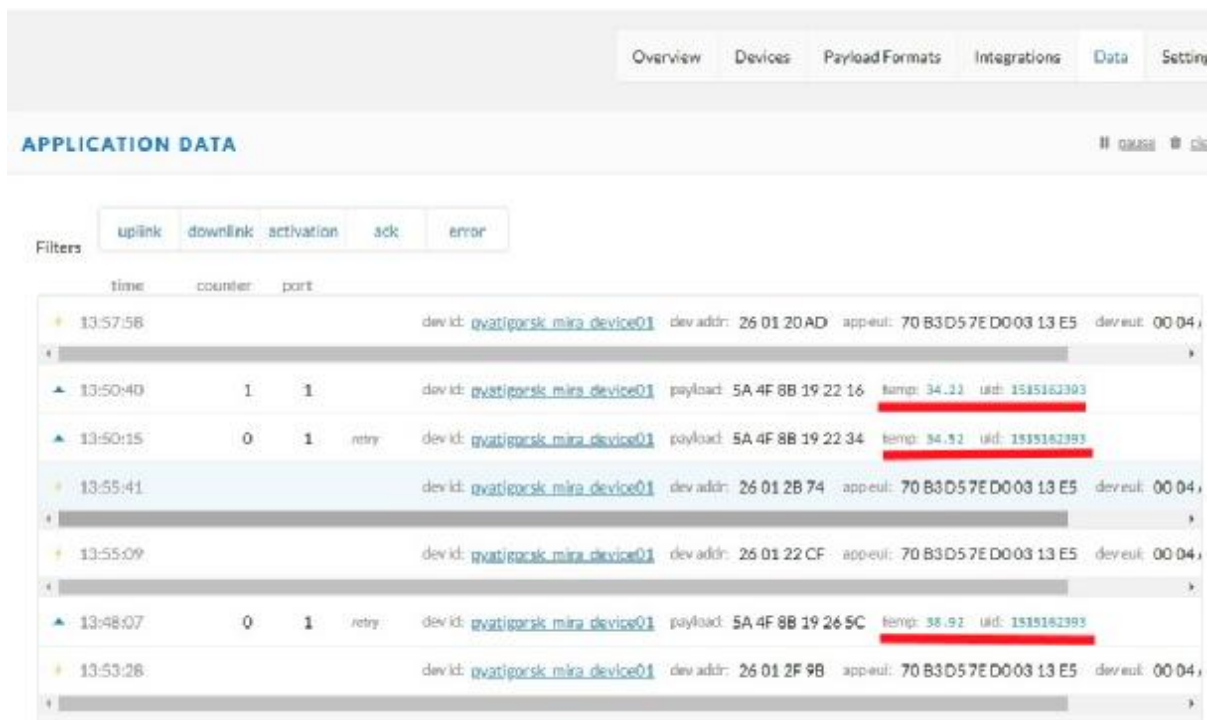 Overview Devices Payload Formats Integrations Data Setting
APPLICATION DATA
pause
Filters uplink downlink activation ack error
time counter port
13:57:58 dev id: pyatigorsk_mira_device01 dev addr: 26 01 20 AD app eui: 70 B3 D5 7E D0 03 13 E5 dev eui: 00 04
13:50:40 1 1 dev id: pyatigorsk_mira_device01 payload: 5A 4F 8B 19 22 16 temp: 34.22 uid: 1515162393
13:50:15 0 1 retry dev id: pyatigorsk_mira_device01 payload: 5A 4F 8B 19 22 34 temp: 34.52 uid: 1515162393
13:55:41 dev id: pyatigorsk_mira_device01 dev addr: 26 01 2B 74 app eui: 70 B3 D5 7E D0 03 13 E5 dev eui: 00 04
13:55:09 dev id: pyatigorsk_mira_device01 dev addr: 26 01 22 CF app eui: 70 B3 D5 7E D0 03 13 E5 dev eui: 00 04
13:48:07 0 1 retry dev id: pyatigorsk_mira_device01 payload: 5A 4F 8B 19 26 5C temp: 38.92 uid: 1515162393
13:53:28 dev id: pyatigorsk_mira_device01 dev addr: 26 01 2F 9B app eui: 70 B3 D5 7E D0 03 13 E5 dev eui: 00 04